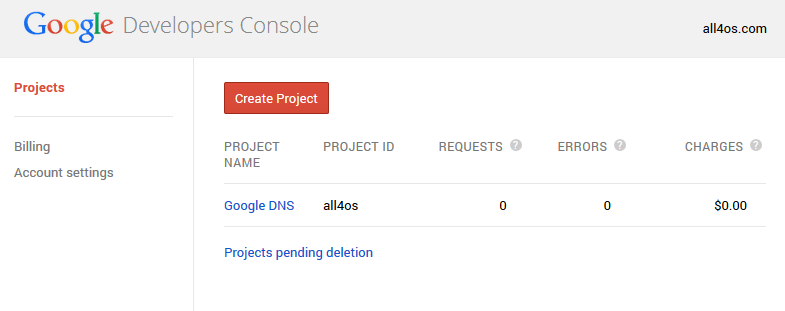 Google Developers Console
all4os.com
Projects
Create Project
Billing
Account settings
PROJECT NAME PROJECT ID REQUESTS ? ERRORS ? CHARGES ?
Google DNS all4os 0 0 $0.00
Projects pending deletion